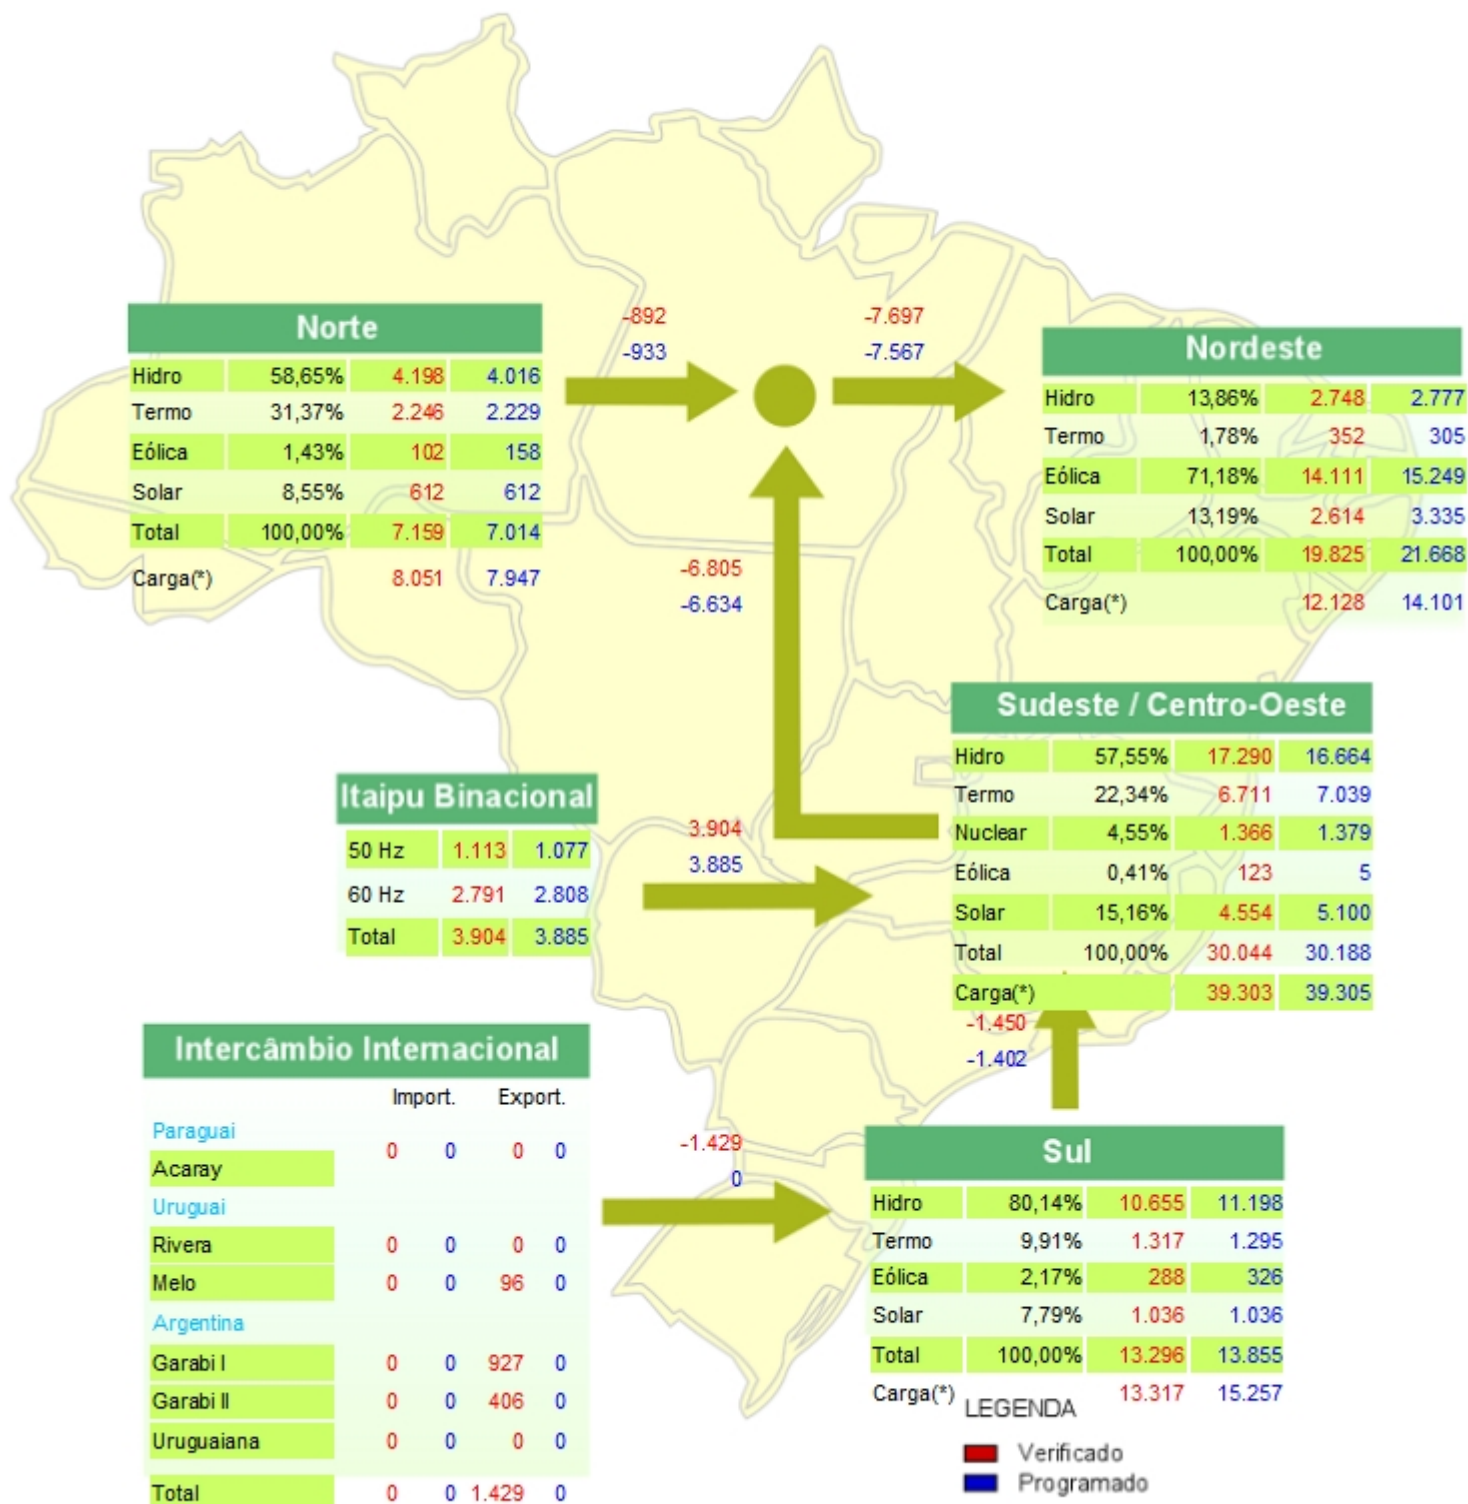 Norte
Hidro 58,65% 4.198 4.016
Termo 31,37% 2.246 2.229
Eólica 1,43% 102 158
Solar 8,55% 612 612
Total 100,00% 7.159 7.014
Carga(*) 8.051 7.947
-892
-933
-7.697
-7.567
Nordeste
Hidro 13,86% 2.748 2.777
Termo 1,78% 352 305
Eólica 71,18% 14.111 15.249
Solar 13,19% 2.614 3.335
Total 100,00% 19.825 21.668
Carga(*) 12.128 14.101
-6.805
-6.634
Sudeste / Centro-Oeste
Hidro 57,55% 17.290 16.664
Termo 22,34% 6.711 7.039
Nuclear 4,55% 1.366 1.379
Eólica 0,41% 123 5
Solar 15,16% 4.554 5.100
Total 100,00% 30.044 30.188
Carga(*) 39.303 39.305
Itaipu Binacional
50 Hz 1.113 1.077
60 Hz 2.791 2.808
Total 3.904 3.885
3.904
3.885
-1.450
-1.402
Intercâmbio Internacional
Import. Export.
Paraguai
Acaray 0 0 0 0
Uruguai
Rivera 0 0 0 0
Melo 0 0 96 0
Argentina
Garabi I 0 0 927 0
Garabi II 0 0 406 0
Uruguaiana 0 0 0 0
Total 0 0 1.429 0
-1.429
0
Sul
Hidro 80,14% 10.655 11.198
Termo 9,91% 1.317 1.295
Eólica 2,17% 288 326
Solar 7,79% 1.036 1.036
Total 100,00% 13.296 13.855
Carga(*) 13.317 15.257
LEGENDA
Verificado
Programado